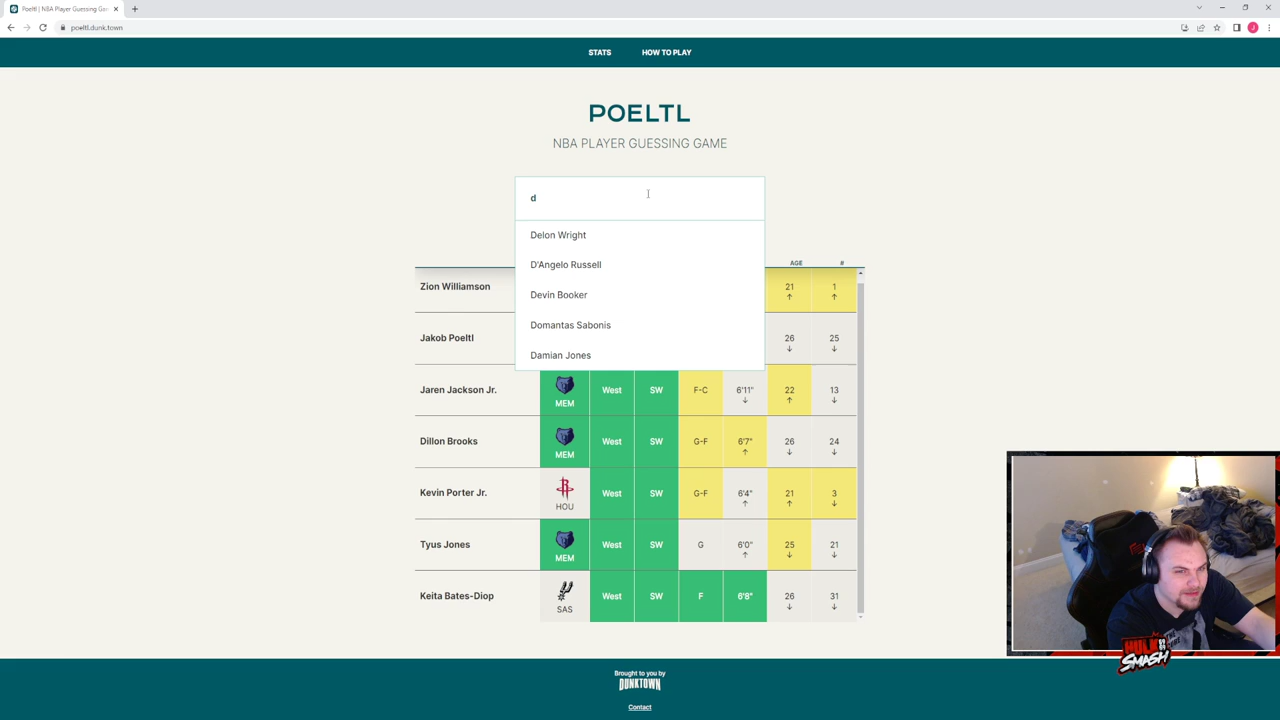 Poeltl | NBA Player Guessing Gam
poeltl.dunk.town
STATS HOW TO PLAY
POELTL
NBA PLAYER GUESSING GAME
d
Delon Wright
D'Angelo Russell
Devin Booker
Domantas Sabonis
Damian Jones
AGE #
Zion Williamson 21 ↑ 1 ↑
Jakob Poeltl 26 ↓ 25 ↓
Jaren Jackson Jr. MEM West SW F-C 6'11" ↓ 22 ↑ 13 ↓
Dillon Brooks MEM West SW G-F 6'7" ↑ 26 ↓ 24 ↓
Kevin Porter Jr. HOU West SW G-F 6'4" ↑ 21 ↑ 3 ↓
Tyus Jones MEM West SW G 6'0" ↑ 25 ↓ 21 ↓
Keita Bates-Diop SAS West SW F 6'8" 26 ↓ 31 ↓
Brought to you by
DUNKTOWN
Contact
HULK
SMASH